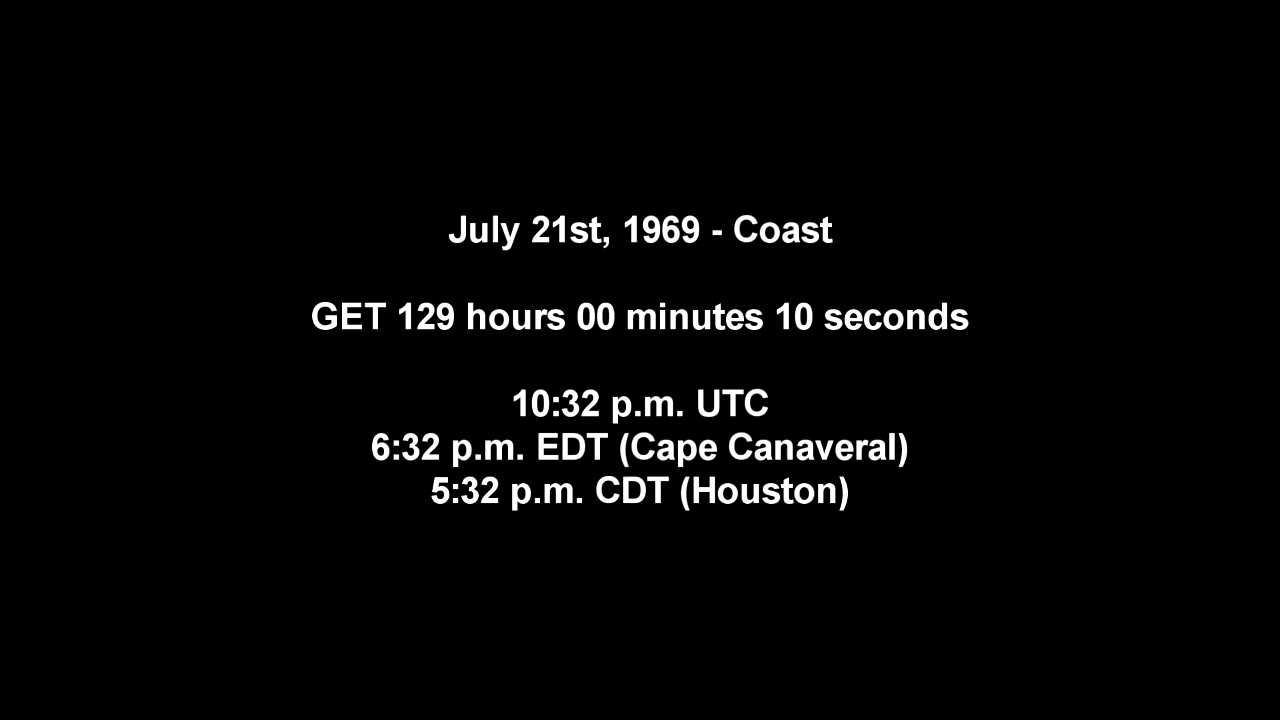 July 21st, 1969 - Coast
GET 129 hours 00 minutes 10 seconds
10:32 p.m. UTC
6:32 p.m. EDT (Cape Canaveral)
5:32 p.m. CDT (Houston)